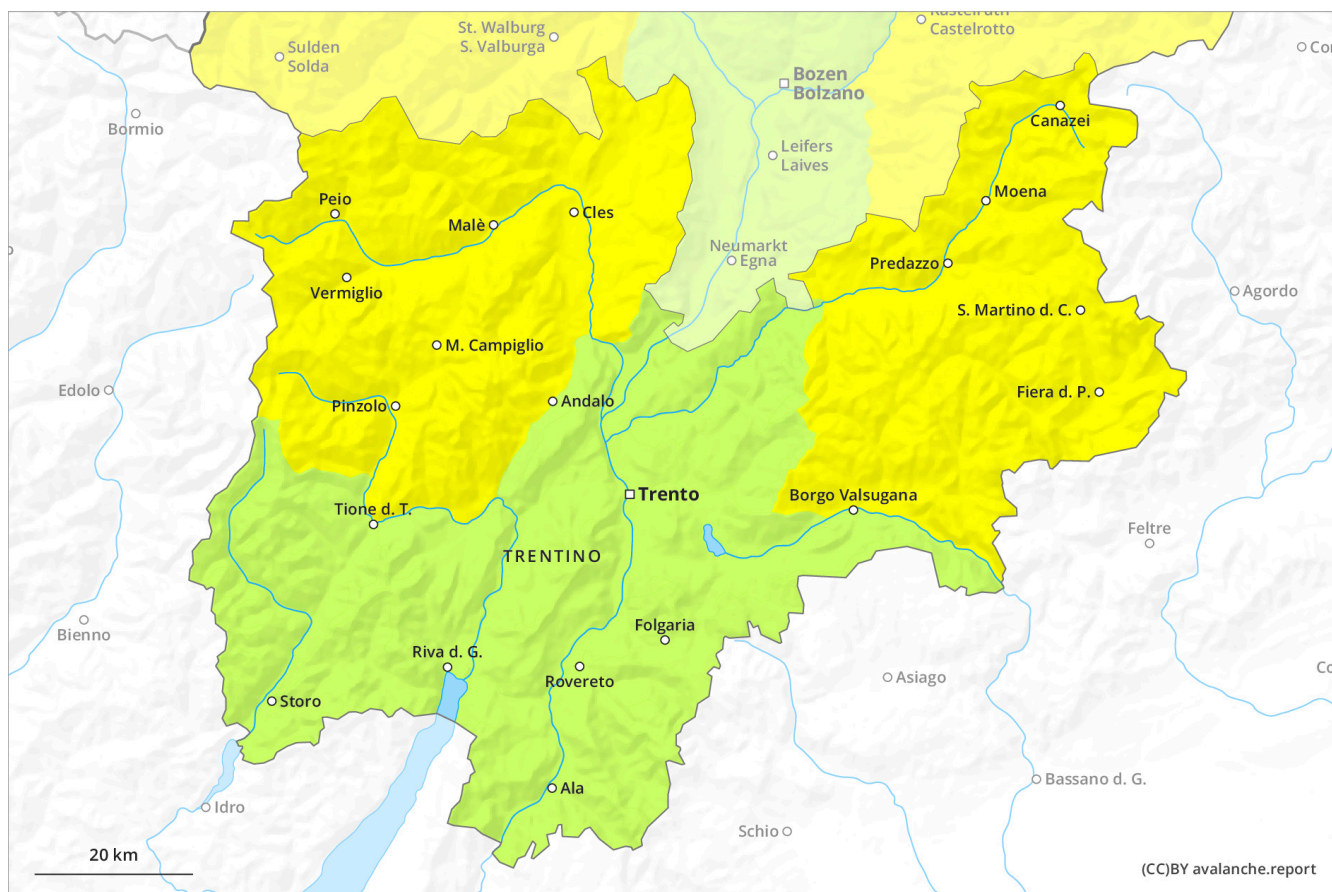 Kastelruth
Castelrotto
St. Walburg
S. Valburga
Sulden
Solda
Bozen
Bolzano
Bormio
Canazei
Leifers
Laives
Peio
Moena
Malè
Cles
Neumarkt
Egna
Predazzo
Vermiglio
Agordo
S. Martino d. C.
M. Campiglio
Edolo
Fiera d. P.
Pinzolo
Andalo
Trento
Borgo Valsugana
Tione d. T.
Feltre
TRENTINO
Bienno
Folgaria
Riva d. G.
Asiago
Rovereto
Storo
Bassano d. G.
Ala
Idro
Schio
20 km
(CC)BY avalanche.report